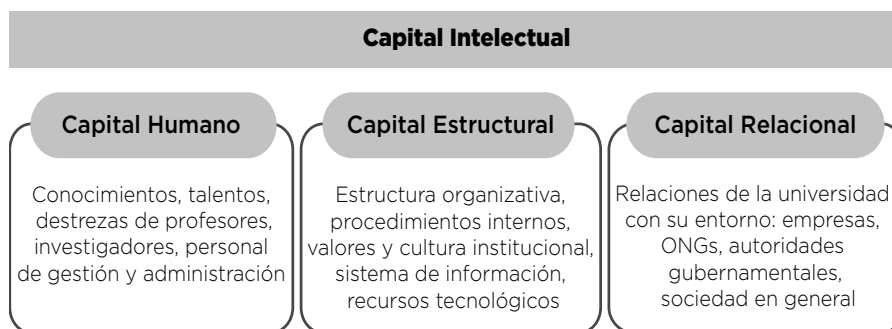 Capital Intelectual
Capital Humano
Conocimientos, talentos,
destrezas de profesores,
investigadores, personal
de gestión y administración
Capital Estructural
Estructura organizativa,
procedimientos internos,
valores y cultura institucional,
sistema de información,
recursos tecnológicos
Capital Relacional
Relaciones de la universidad
con su entorno: empresas,
ONGs, autoridades
gubernamentales,
sociedad en general